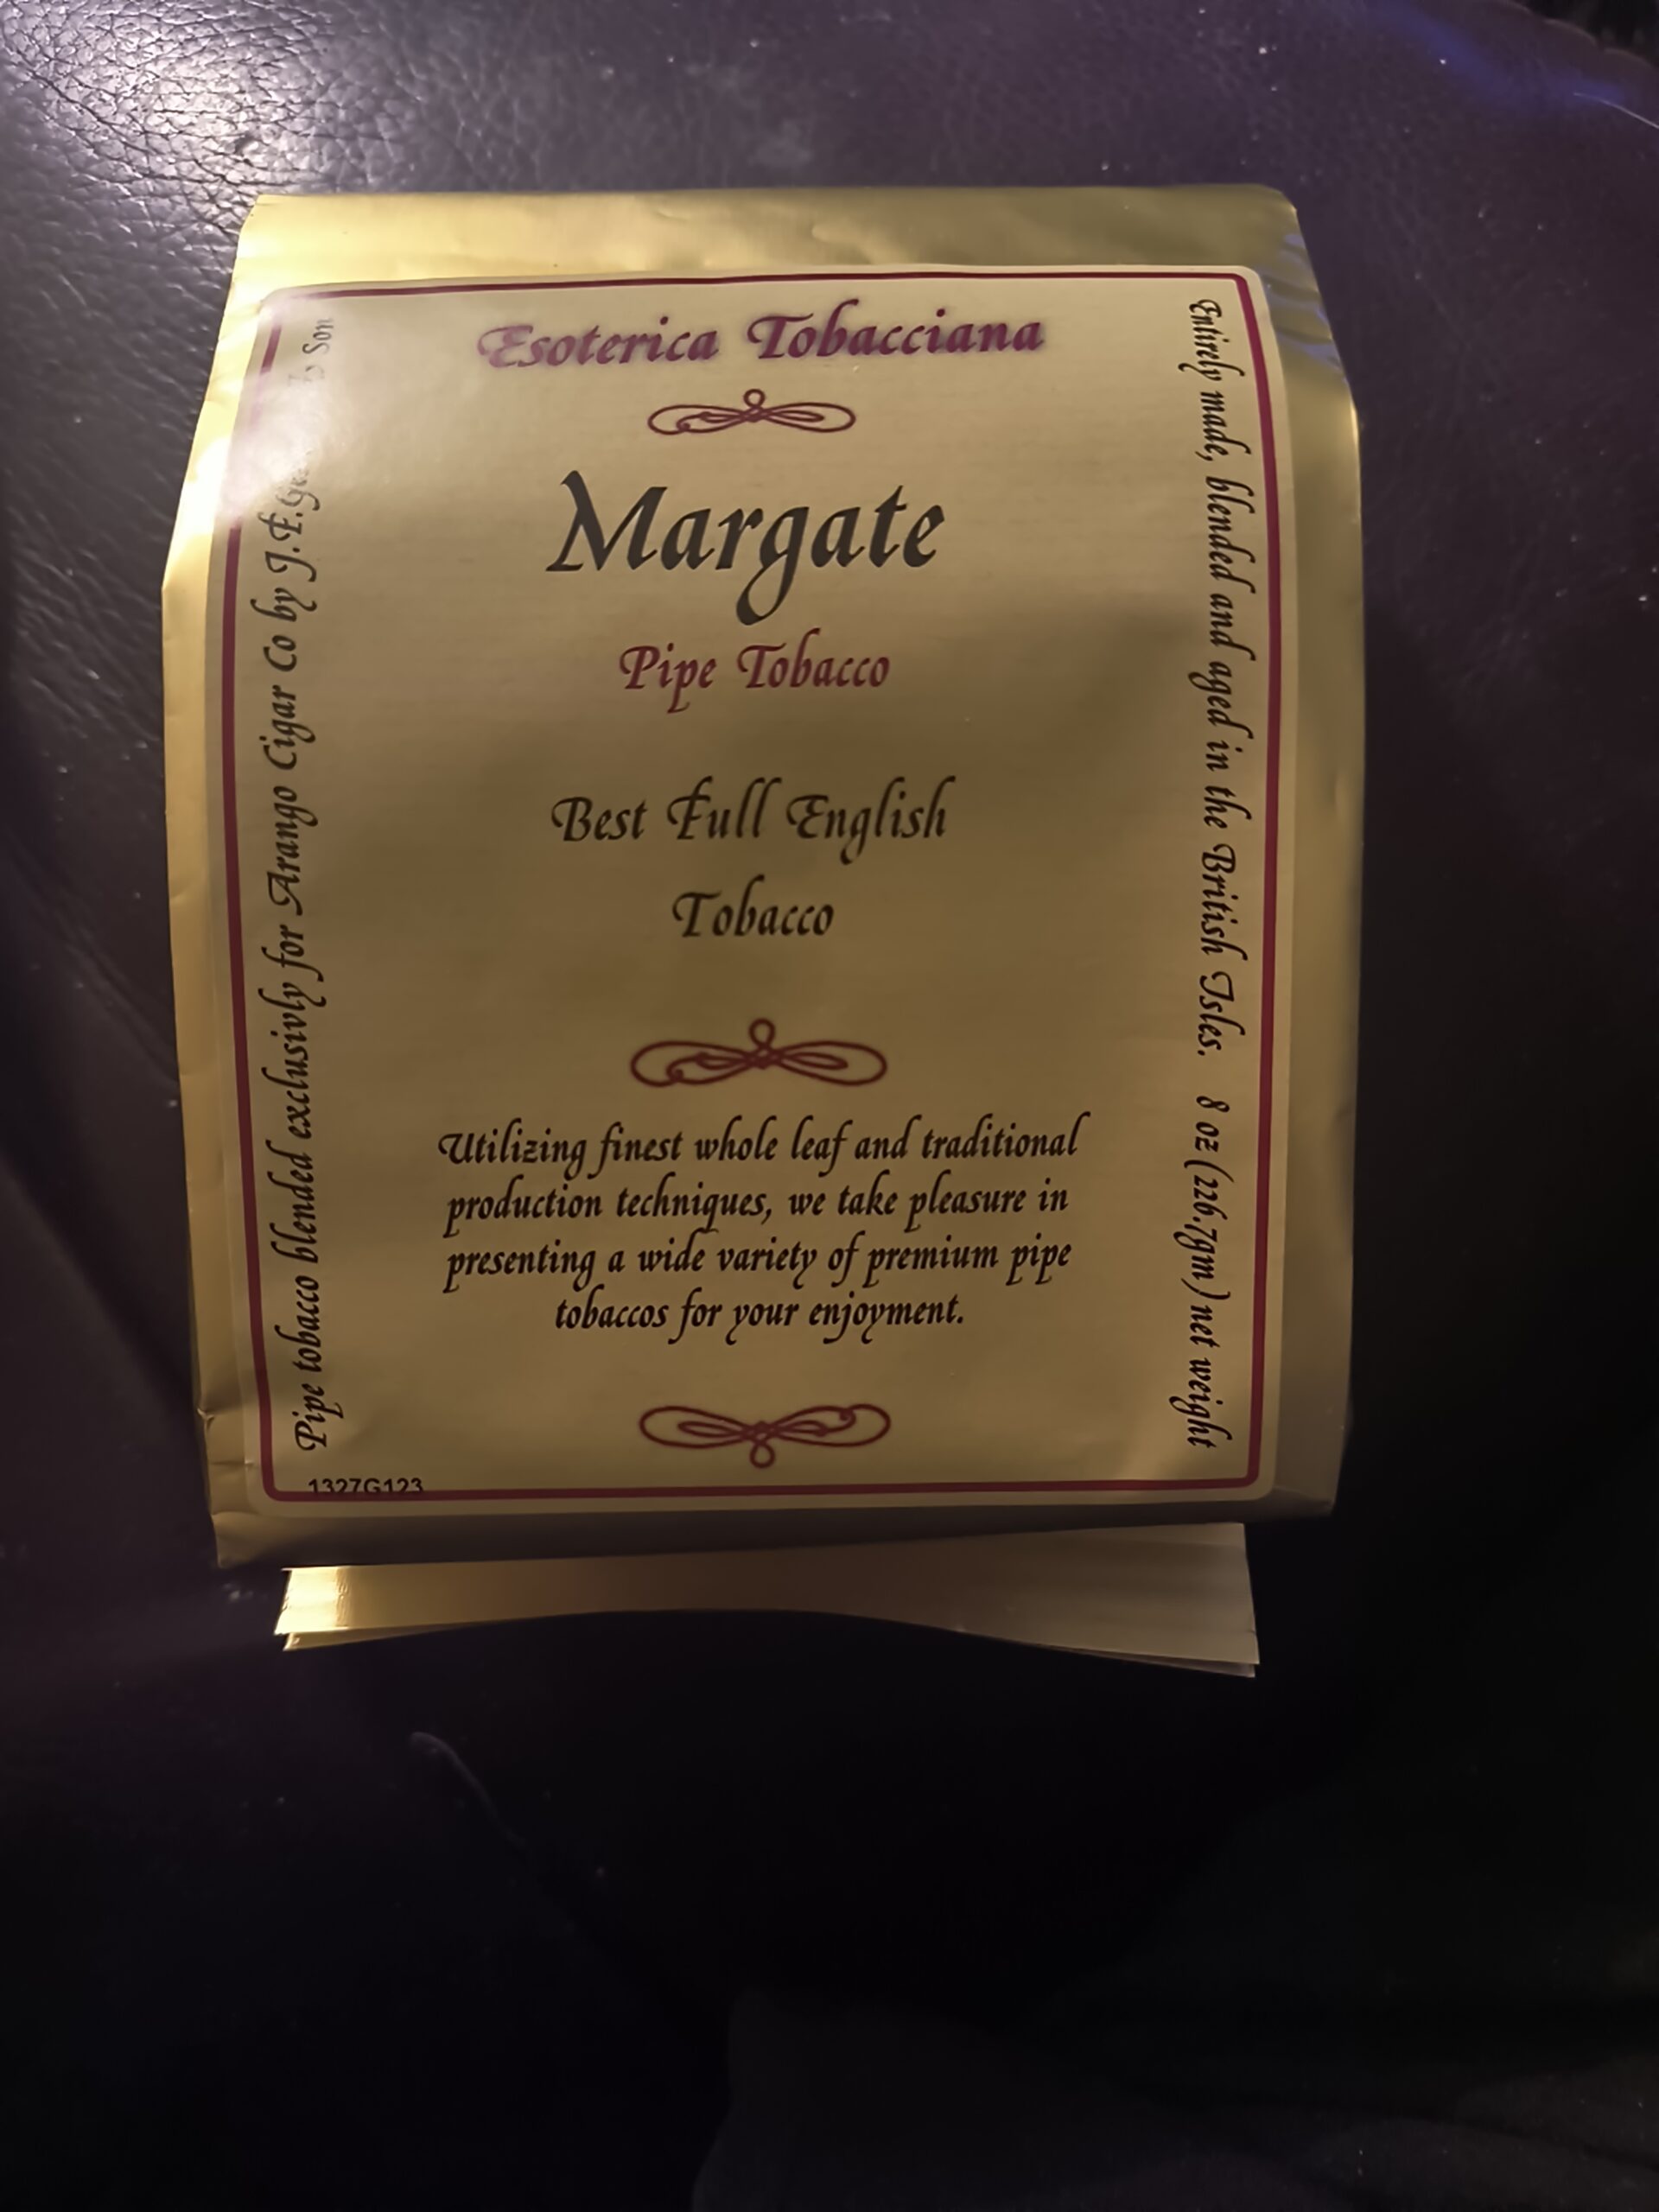 Esoterica Tobacciana
Margate
Pipe Tobacco
Best Full English
Tobacco
Utilizing finest whole leaf and traditional
production techniques, we take pleasure in
presenting a wide variety of premium pipe
tobaccos for your enjoyment.
Pipe tobacco blended exclusivly for Arango Cigar Co by J.F. Son
Entirely made, blended and aged in the British Isles. 8 oz (226.7gm) net weight
1327G123